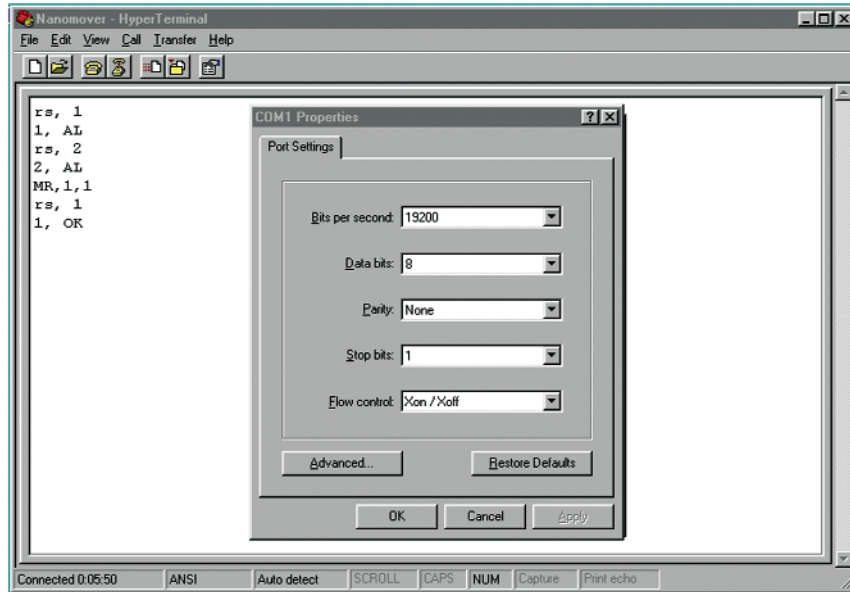 Nanomover - HyperTerminal
File Edit View Call Transfer Help
rs, 1
1, AL
rs, 2
2, AL
MR,1,1
rs, 1
1, OK
COM1 Properties
Port Settings
Bits per second: 19200
Data bits: 8
Parity: None
Stop bits: 1
Flow control: Xon / Xoff
Advanced... Restore Defaults
OK Cancel Apply
Connected 0:05:50 ANSI Auto detect SCROLL CAPS NUM Capture Print echo